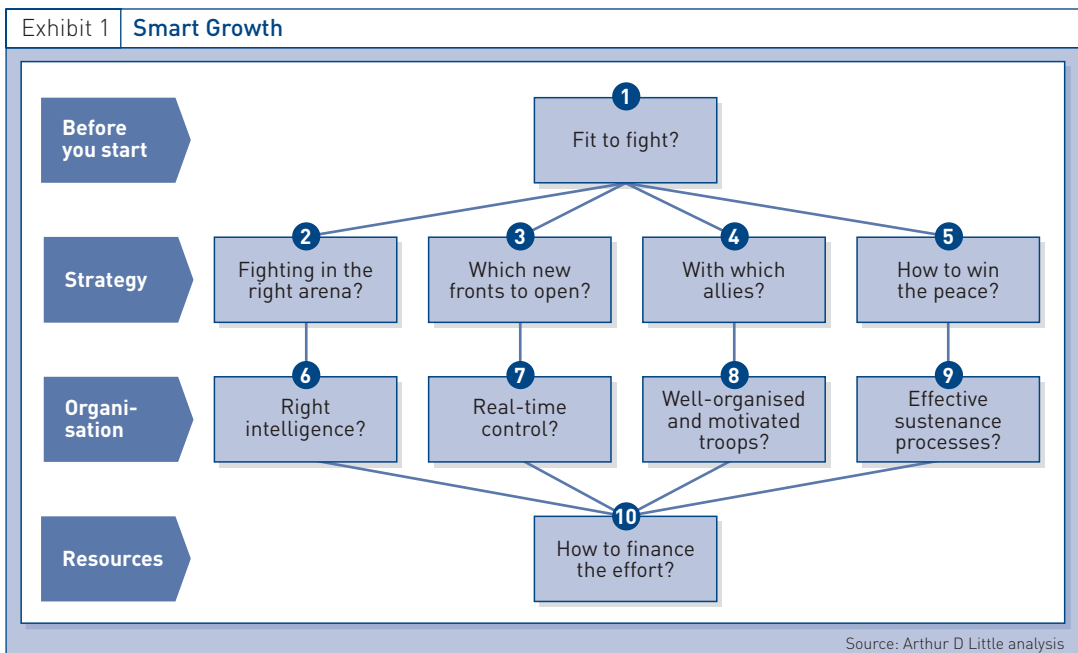 Exhibit 1 Smart Growth
Before
you start
1
Fit to fight?
Strategy
2
Fighting in the
right arena?
3
Which new
fronts to open?
4
With which
allies?
5
How to win
the peace?
Organi-
sation
6
Right
intelligence?
7
Real-time
control?
8
Well-organised
and motivated
troops?
9
Effective
sustenance
processes?
Resources
10
How to finance
the effort?
Source: Arthur D Little analysis